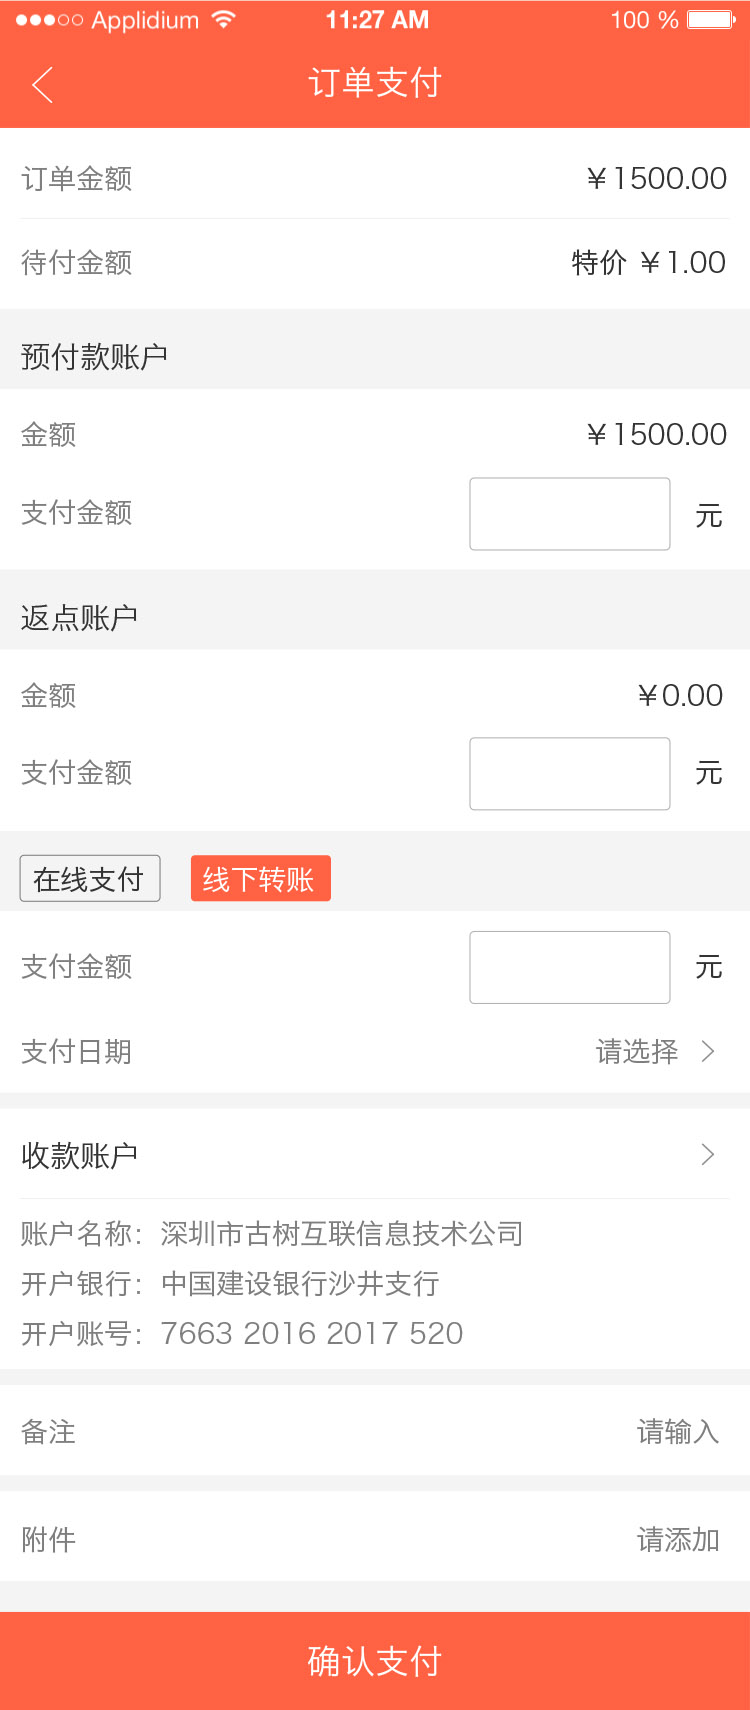 Applidium 11:27 AM 100 %
订单支付
订单金额 ¥1500.00
待付金额 特价 ¥1.00
预付款账户
金额 ¥1500.00
支付金额 元
返点账户
金额 ¥0.00
支付金额 元
在线支付 线下转账
支付金额 元
支付日期 请选择
收款账户
账户名称：深圳市古树互联信息技术公司
开户银行：中国建设银行沙井支行
开户账号：7663 2016 2017 520
备注 请输入
附件 请添加
确认支付